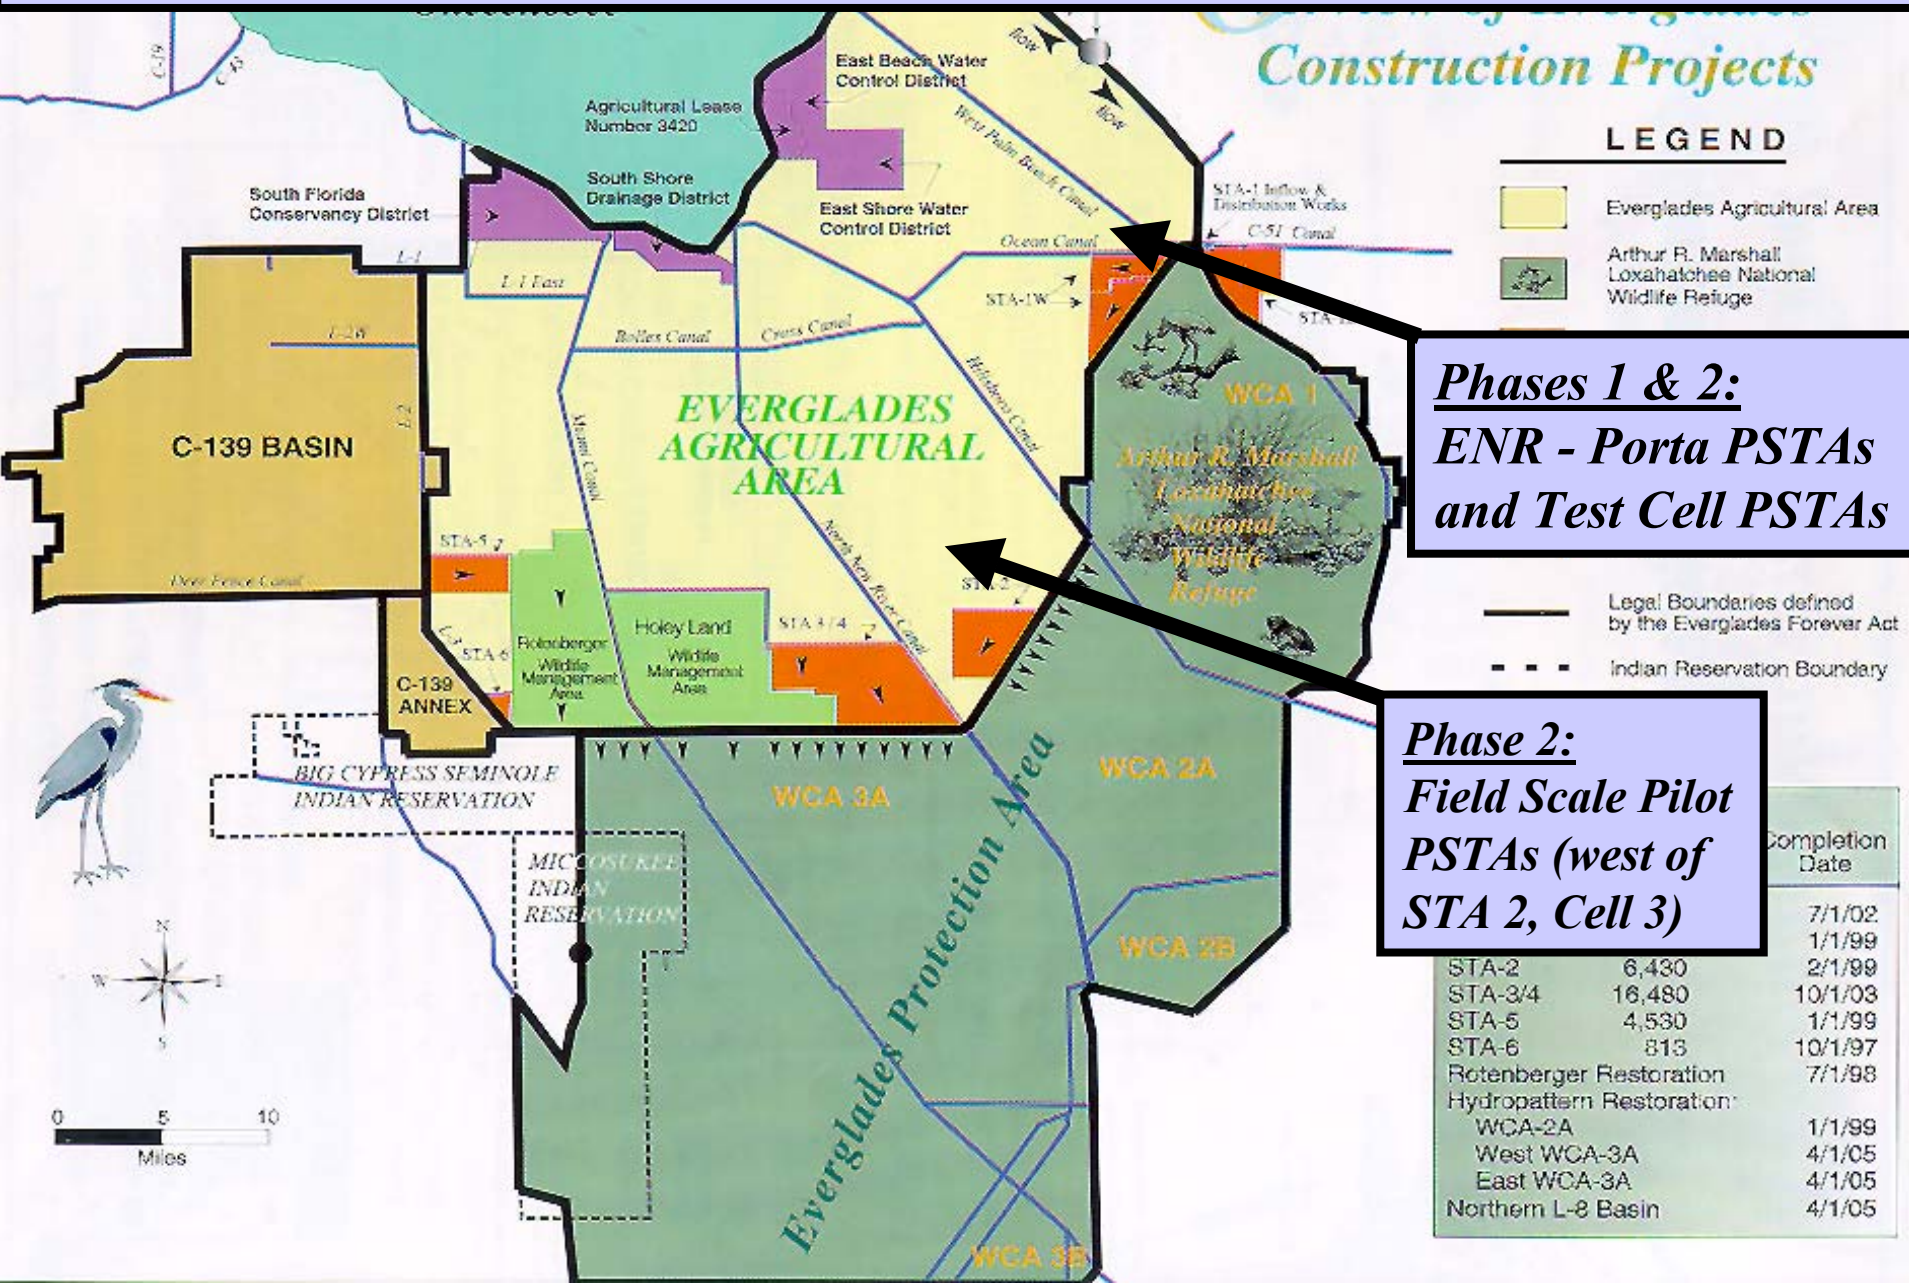 Construction Projects
LEGEND
Everglades Agricultural Area
Arthur R. Marshall
Loxahatchee National
Wildlife Refuge
Legal Boundaries defined
by the Everglades Forever Act
Indian Reservation Boundary
C-19
C-43
flow
flow
East Beach Water
Control District
Agricultural Lease
Number 3420
West Palm Beach Canal
South Florida
Conservancy District
South Shore
Drainage District
East Shore Water
Control District
STA-1 Inflow &
Distribution Works
C-51 Canal
Ocean Canal
L-1
L-1 East
STA-1W
L-2W
Bolles Canal
Cross Canal
Hillsboro Canal
L-2
Miami Canal
North New River Canal
EVERGLADES
AGRICULTURAL
AREA
C-139 BASIN
WCA 1
Arthur R. Marshall
Loxahatchee
National
Wildlife
Refuge
Phases 1 & 2:
ENR - Porta PSTAs
and Test Cell PSTAs
STA-5
Deer Fence Canal
STA-6
Rotenberger
Wildlife
Management
Area
Holey Land
Wildlife
Management
Area
STA 3/4
C-139
ANNEX
BIG CYPRESS SEMINOLE
INDIAN RESERVATION
MICCOSUKEE
INDIAN
RESERVATION
WCA 3A
WCA 2A
WCA 2B
WCA 3B
Everglades Protection Area
Phase 2:
Field Scale Pilot
PSTAs (west of
STA 2, Cell 3)
N
W
S
0 5 10
Miles
Completion
Date
7/1/02
1/1/99
STA-2 6,430 2/1/99
STA-3/4 16,480 10/1/03
STA-5 4,530 1/1/99
STA-6 813 10/1/97
Rotenberger Restoration 7/1/98
Hydropattern Restoration:
WCA-2A 1/1/99
West WCA-3A 4/1/05
East WCA-3A 4/1/05
Northern L-8 Basin 4/1/05